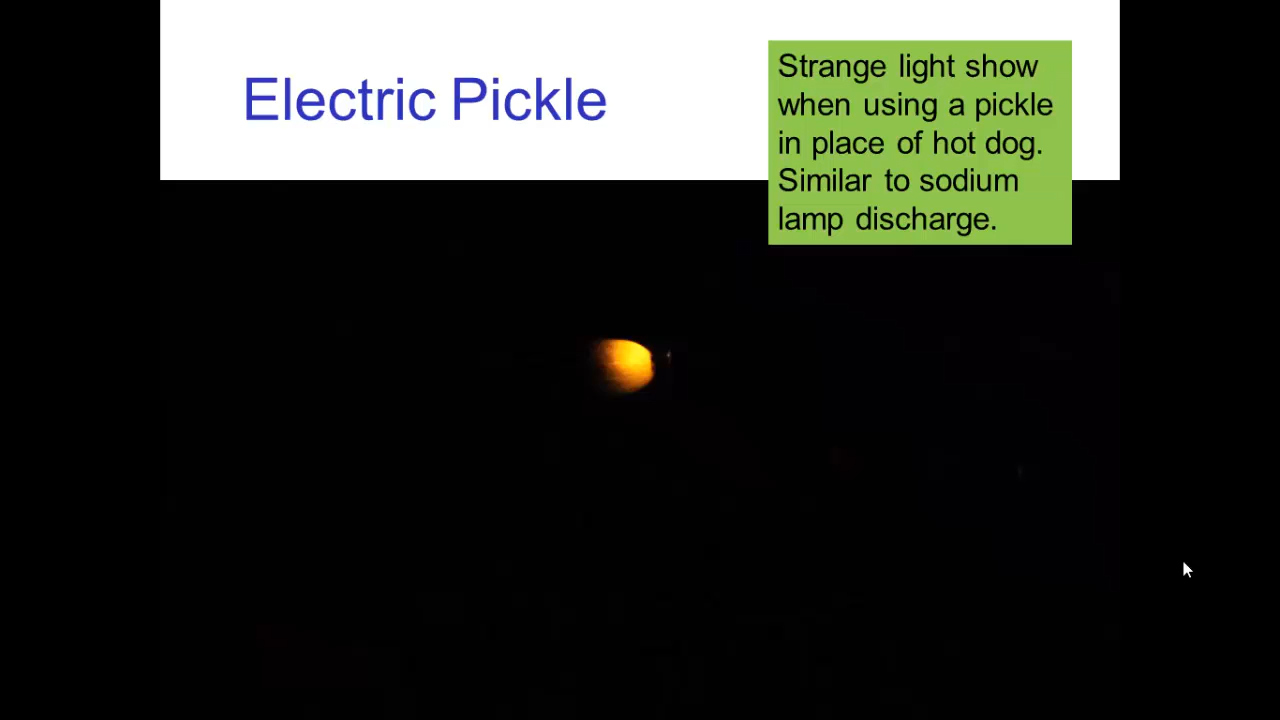 Electric Pickle
Strange light show
when using a pickle
in place of hot dog.
Similar to sodium
lamp discharge.